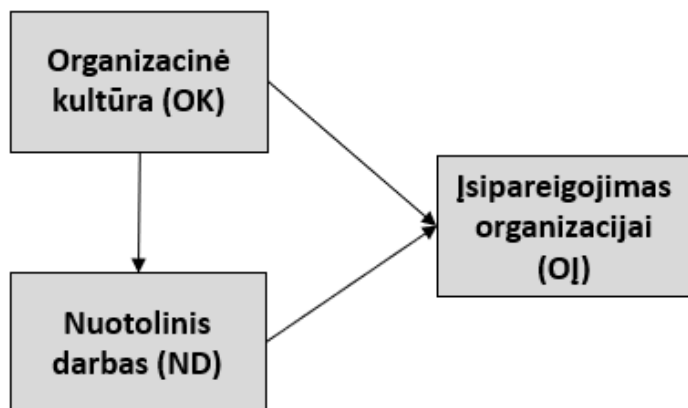 Organizacinė
kultūra (OK)
Įsipareigojimas
organizacijai
(OĮ)
Nuotolinis
darbas (ND)